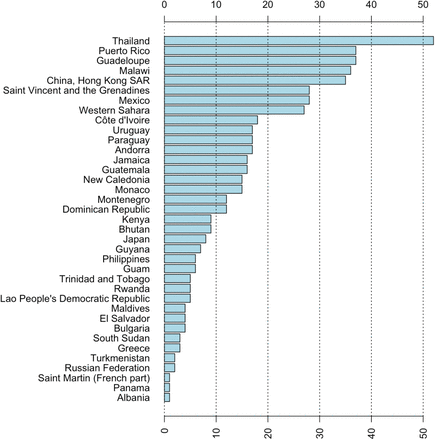 0 10 20 30 40 50
Thailand
Puerto Rico
Guadeloupe
Malawi
China, Hong Kong SAR
Saint Vincent and the Grenadines
Mexico
Western Sahara
Côte d'Ivoire
Uruguay
Paraguay
Andorra
Jamaica
Guatemala
New Caledonia
Monaco
Montenegro
Dominican Republic
Kenya
Bhutan
Japan
Guyana
Philippines
Guam
Trinidad and Tobago
Rwanda
Lao People's Democratic Republic
Maldives
El Salvador
Bulgaria
South Sudan
Greece
Turkmenistan
Russian Federation
Saint Martin (French part)
Panama
Albania
0 10 20 30 40 50